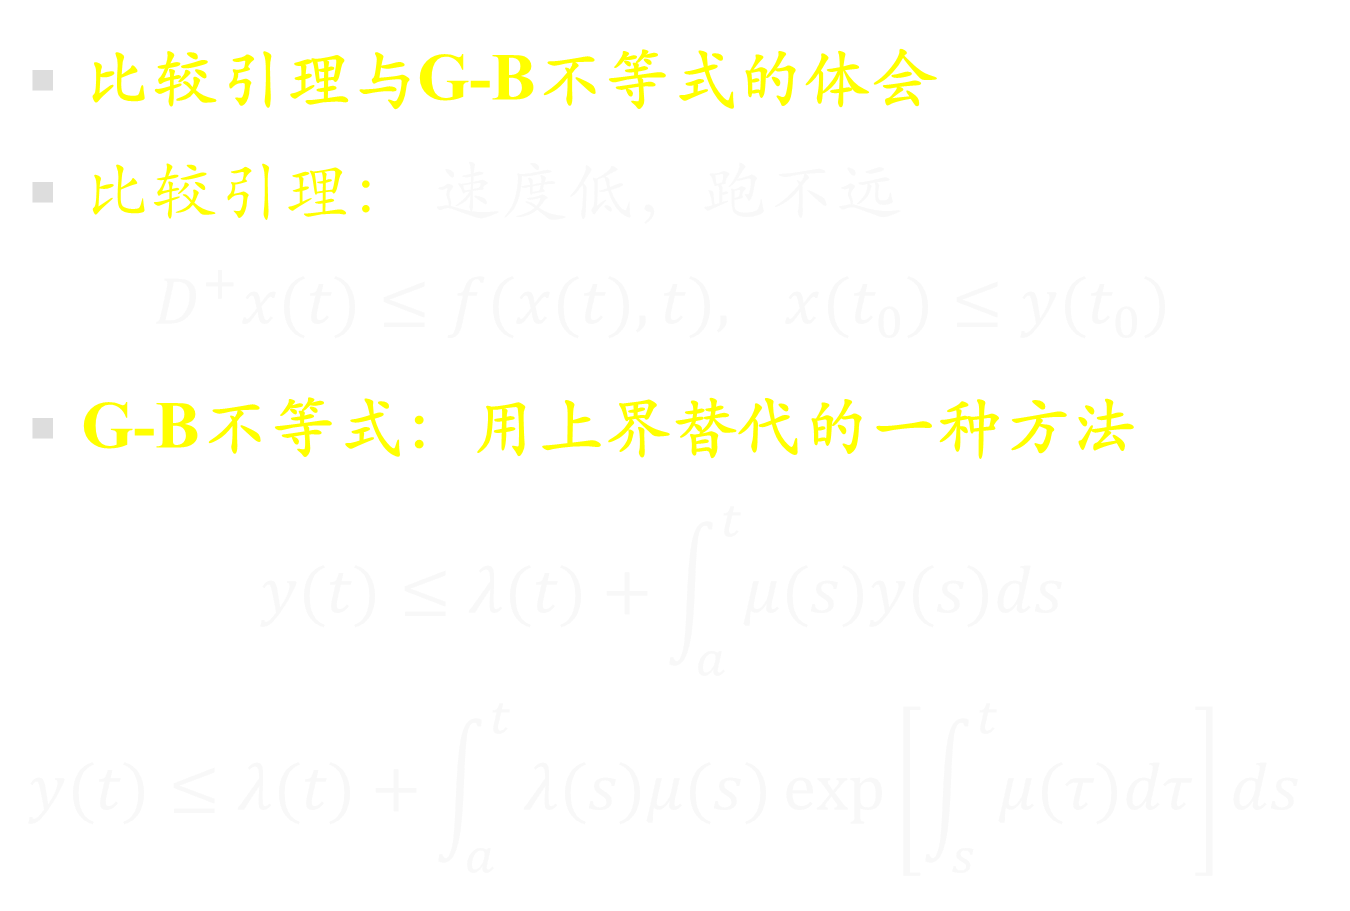 ▪ 比较引理与G-B不等式的体会
▪ 比较引理： 速度低，跑不远
D⁺x(t) ≤ f(x(t), t), x(t₀) ≤ y(t₀)
▪ G-B不等式：用上界替代的一种方法
y(t) ≤ λ(t) + ∫ₐᵗ μ(s)y(s)ds
y(t) ≤ λ(t) + ∫ₐᵗ λ(s)μ(s) exp [∫ₛᵗ μ(τ)dτ] ds